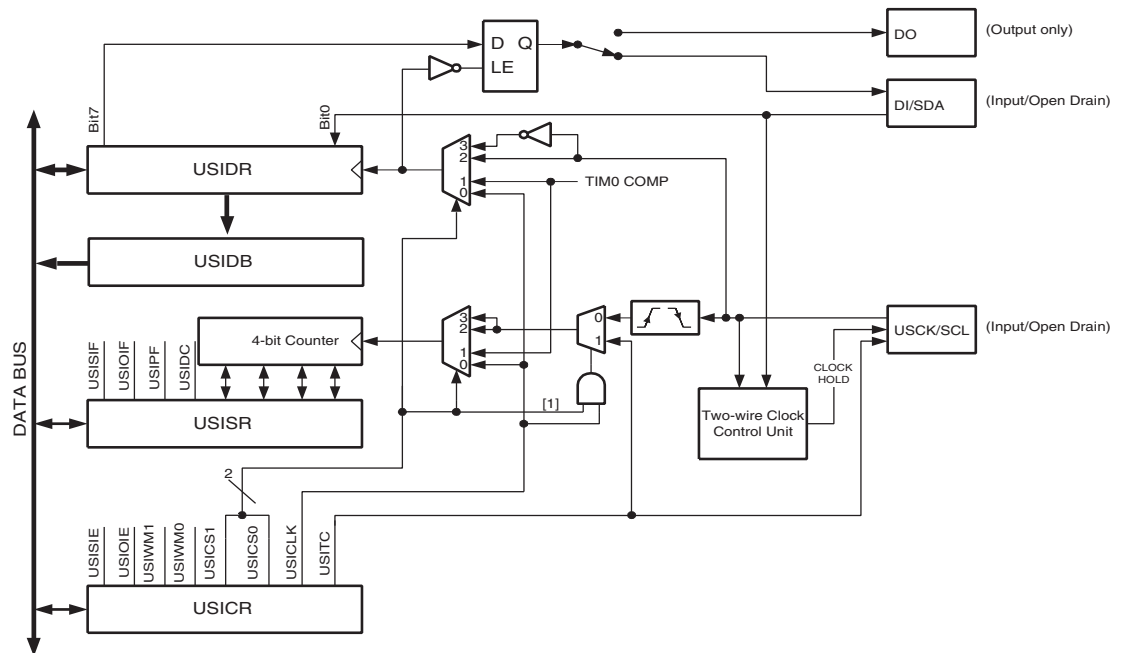 DO
(Output only)
D Q
LE
DI/SDA
(Input/Open Drain)
Bit7
Bit0
USIDR
3
2
1
0
TIM0 COMP
USIDB
DATA BUS
4-bit Counter
3
2
1
0
0
1
USCK/SCL
(Input/Open Drain)
CLOCK
HOLD
USISIF
USIOIF
USIPF
USIDC
[1]
Two-wire Clock
Control Unit
USISR
2
USISIE
USIOIE
USIWM1
USIWM0
USICS1
USICS0
USICLK
USITC
USICR